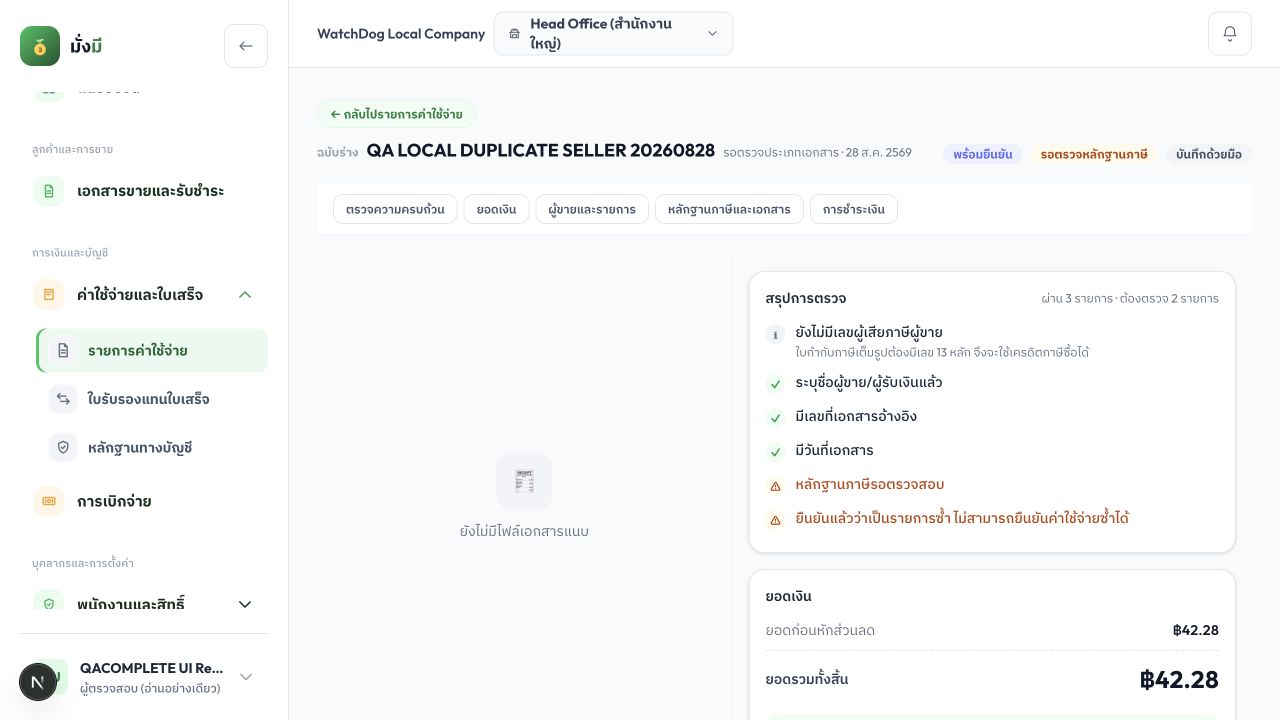 มั่งมี
ลูกค้าและการขาย
เอกสารขายและรับชำระ
การเงินและบัญชี
ค่าใช้จ่ายและใบเสร็จ
รายการค่าใช้จ่าย
ใบรับรองแทนใบเสร็จ
หลักฐานทางบัญชี
การเบิกจ่าย
บุคลากรและการตั้งค่า
พนักงานและสิทธิ์
QACOMPLETE UI Re...
ผู้ตรวจสอบ (อ่านอย่างเดียว)
N
WatchDog Local Company
Head Office (สำนักงาน
ใหญ่)
← กลับไปรายการค่าใช้จ่าย
ฉบับร่าง QA LOCAL DUPLICATE SELLER 20260828 รอตรวจประเภทเอกสาร · 28 ส.ค. 2569
พร้อมยืนยัน รอตรวจหลักฐานภาษี บันทึกด้วยมือ
ตรวจความครบถ้วน ยอดเงิน ผู้ขายและรายการ หลักฐานภาษีและเอกสาร การชำระเงิน
RECEIPT
ยังไม่มีไฟล์เอกสารแนบ
สรุปการตรวจ ผ่าน 3 รายการ · ต้องตรวจ 2 รายการ
ยังไม่มีเลขผู้เสียภาษีผู้ขาย
ใบกำกับภาษีเต็มรูปต้องมีเลข 13 หลัก จึงจะใช้เครดิตภาษีซื้อได้
ระบุชื่อผู้ขาย/ผู้รับเงินแล้ว
มีเลขที่เอกสารอ้างอิง
มีวันที่เอกสาร
หลักฐานภาษีรอตรวจสอบ
ยืนยันแล้วว่าเป็นรายการซ้ำ ไม่สามารถยืนยันค่าใช้จ่ายซ้ำได้
ยอดเงิน
ยอดก่อนหักส่วนลด ฿42.28
ยอดรวมทั้งสิ้น ฿42.28